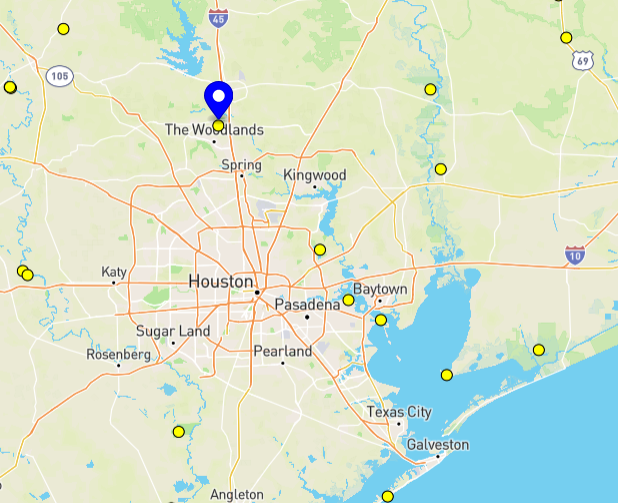 45
69
105
The Woodlands
Spring
Kingwood
10
Katy
Houston
Baytown
Pasadena
Sugar Land
Rosenberg
Pearland
Texas City
Galveston
Angleton